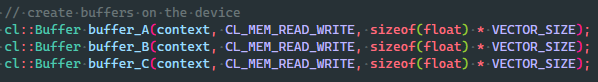 // create buffers on the device
cl::Buffer buffer_A(context, CL_MEM_READ_WRITE, sizeof(float) * VECTOR_SIZE);
cl::Buffer buffer_B(context, CL_MEM_READ_WRITE, sizeof(float) * VECTOR_SIZE);
cl::Buffer buffer_C(context, CL_MEM_READ_WRITE, sizeof(float) * VECTOR_SIZE);